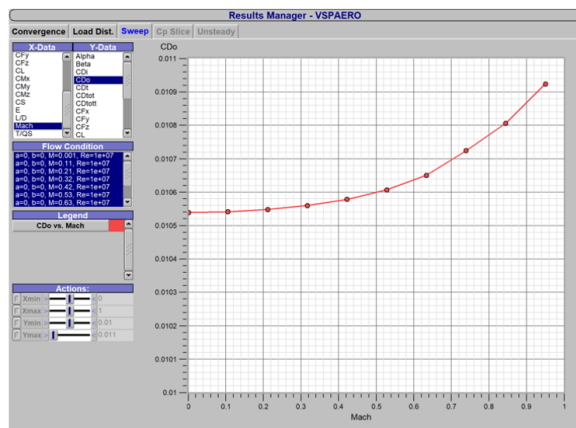 Results Manager - VSPAERO
Convergence Load Dist. Sweep Cp Slice Unsteady
X-Data Y-Data
CFy
CFz
CL
CMx
CMy
CMz
CS
E
L/D
Mach
T/QS
Alpha
Beta
CDi
CDo
CDt
CDtot
CDtott
CFx
CFy
CFz
CL
Flow Condition
a=0, b=0, M=0.001, Re=1e+07
a=0, b=0, M=0.11, Re=1e+07
a=0, b=0, M=0.21, Re=1e+07
a=0, b=0, M=0.32, Re=1e+07
a=0, b=0, M=0.42, Re=1e+07
a=0, b=0, M=0.53, Re=1e+07
a=0, b=0, M=0.63, Re=1e+07
Legend
CDo vs. Mach
Actions:
F Xmin > < 0
F Xmax > < 1
F Ymin > < 0.01
F Ymax > < 0.011
CDo
0.011
0.0109
0.0108
0.0107
0.0106
0.0105
0.0104
0.0103
0.0102
0.0101
0.01
0 0.1 0.2 0.3 0.4 0.5 0.6 0.7 0.8 0.9 1
Mach